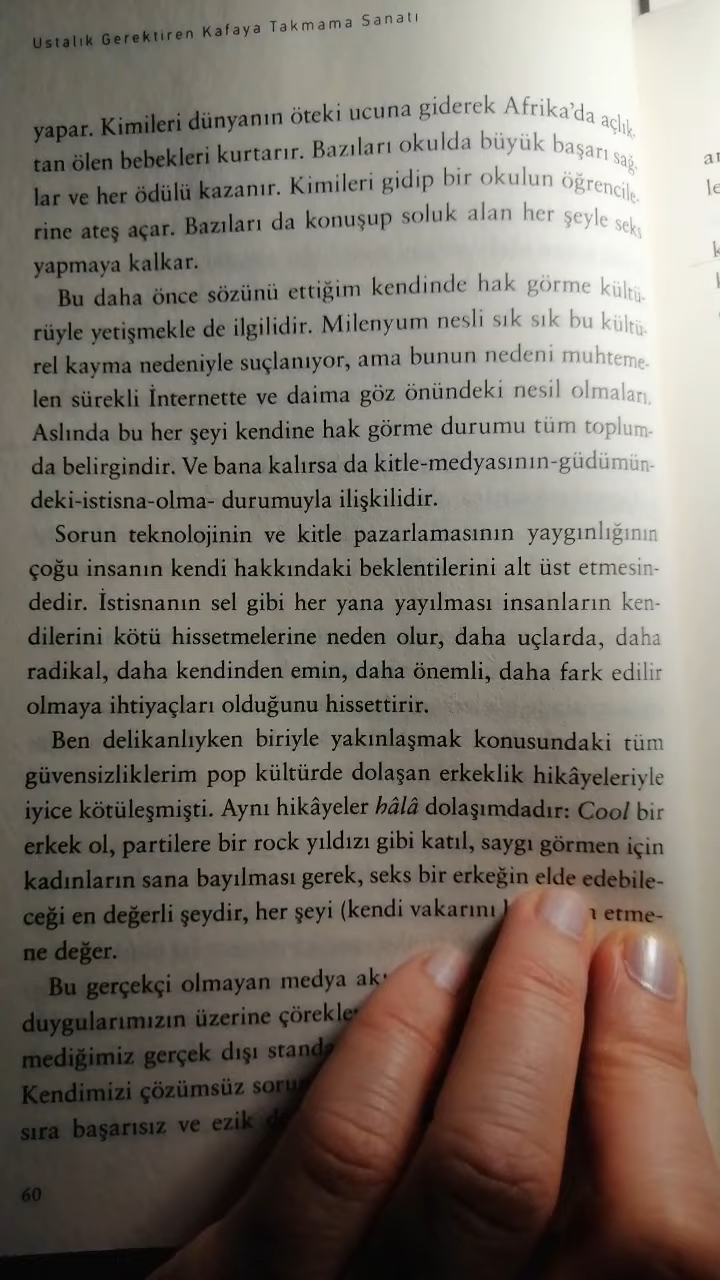 Ustalık Gerektiren Kafaya Takmama Sanatı
yapar. Kimileri dünyanın öteki ucuna giderek Afrika'da açlık-
tan ölen bebekleri kurtarır. Bazıları okulda büyük başarı sağ-
lar ve her ödülü kazanır. Kimileri gidip bir okulun öğrencile-
rine ateş açar. Bazıları da konuşup soluk alan her şeyle seks
yapmaya kalkar.
Bu daha önce sözünü ettiğim kendinde hak görme kültü-
rüyle yetişmekle de ilgilidir. Milenyum nesli sık sık bu kültü-
rel kayma nedeniyle suçlanıyor, ama bunun nedeni muhteme-
len sürekli İnternette ve daima göz önündeki nesil olmaları.
Aslında bu her şeyi kendine hak görme durumu tüm toplum-
da belirgindir. Ve bana kalırsa da kitle-medyasının-güdümün-
deki-istisna-olma- durumuyla ilişkilidir.
Sorun teknolojinin ve kitle pazarlamasının yaygınlığının
çoğu insanın kendi hakkındaki beklentilerini alt üst etmesin-
dedir. İstisnanın sel gibi her yana yayılması insanların ken-
dilerini kötü hissetmelerine neden olur, daha uçlarda, daha
radikal, daha kendinden emin, daha önemli, daha fark edilir
olmaya ihtiyaçları olduğunu hissettirir.
Ben delikanlıyken biriyle yakınlaşmak konusundaki tüm
güvensizliklerim pop kültürde dolaşan erkeklik hikâyeleriyle
iyice kötüleşmişti. Aynı hikâyeler hâlâ dolaşımdadır: Cool bir
erkek ol, partilere bir rock yıldızı gibi katıl, saygı görmen için
kadınların sana bayılması gerek, seks bir erkeğin elde edebile-
ceği en değerli şeydir, her şeyi (kendi vakarını etme-
ne değer.
Bu gerçekçi olmayan medya
duygularımızın üzerine
mediğimiz gerçek dışı
Kendimizi çözümsüz
sıra başarısız ve ezik
60